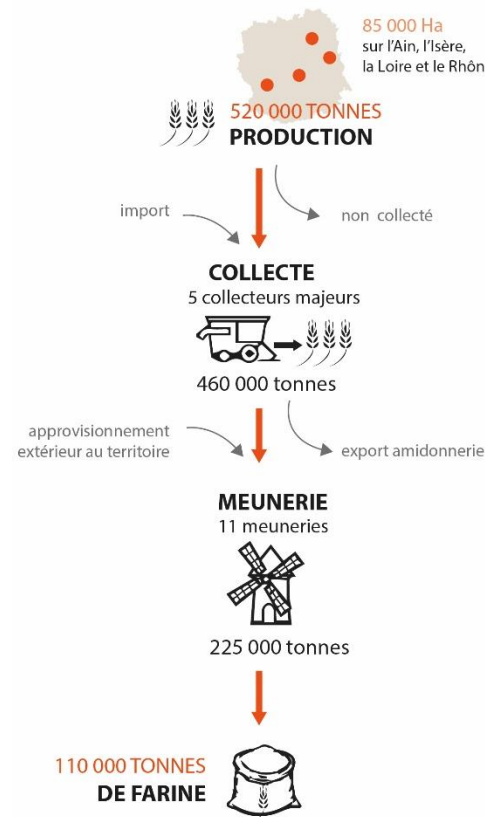 85 000 Ha
sur l'Ain, l'Isère,
la Loire et le Rhôn
520 000 TONNES
PRODUCTION
import
non collecté
COLLECTE
5 collecteurs majeurs
460 000 tonnes
approvisionnement
extérieur au territoire
export amidonnerie
MEUNERIE
11 meuneries
225 000 tonnes
110 000 TONNES
DE FARINE